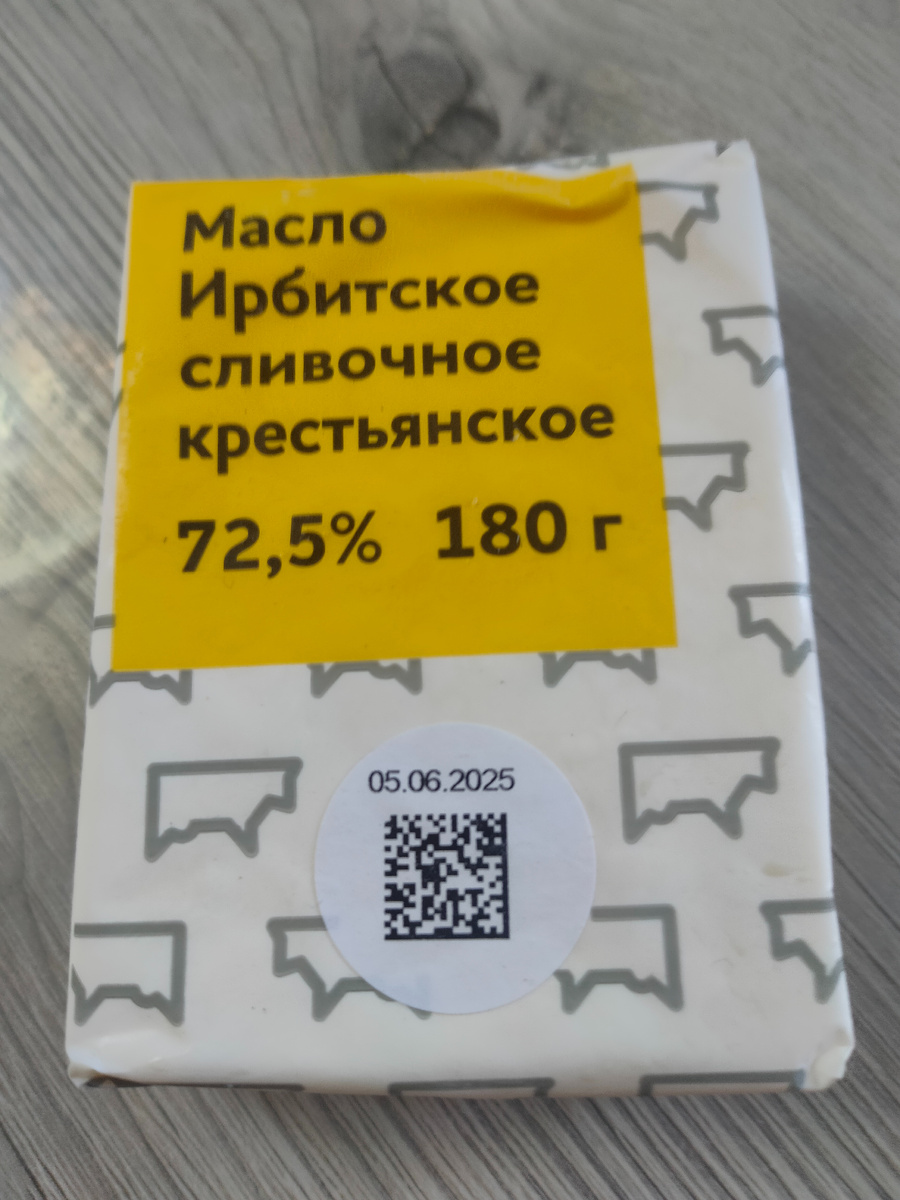 Масло
Ирбитское
сливочное
крестьянское
72,5% 180 г
05.06.2025